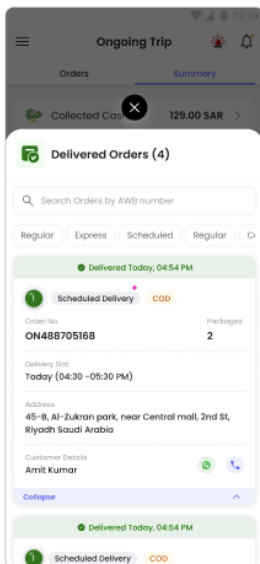 12:30
Ongoing Trip
Orders
Summary
Collected Cas
129.00 SAR
Delivered Orders (4)
Search Orders by AWB number
Regular
Express
Scheduled
Regular
Delivered Today, 04:54 PM
1
Scheduled Delivery
COD
Order No.
Packages:
ON488705168
2
Delivery Slot
Today (04:30 -05:30 PM)
Address
45-B, Al-Zukran park, near Central mall, 2nd St,
Riyadh Saudi Arabia
Customer Details
Amit Kumar
Collapse
Delivered Today, 04:54 PM
1
Scheduled Delivery
COD